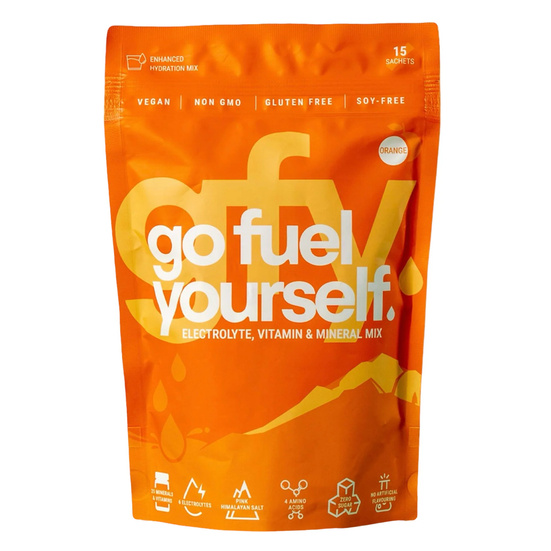 ENHANCED
HYDRATION MIX
15
SACHETS
VEGAN | NON GMO | GLUTEN FREE | SOY-FREE
ORANGE
gfy.
go fuel
yourself.
ELECTROLYTE, VITAMIN & MINERAL MIX
MINERALS
& VITAMINS
6 ELECTROLYTES
PINK
HIMALAYAN SALT
4 AMINO
ACIDS
ZERO
SUGAR
NO ARTIFICIAL
FLAVOURING